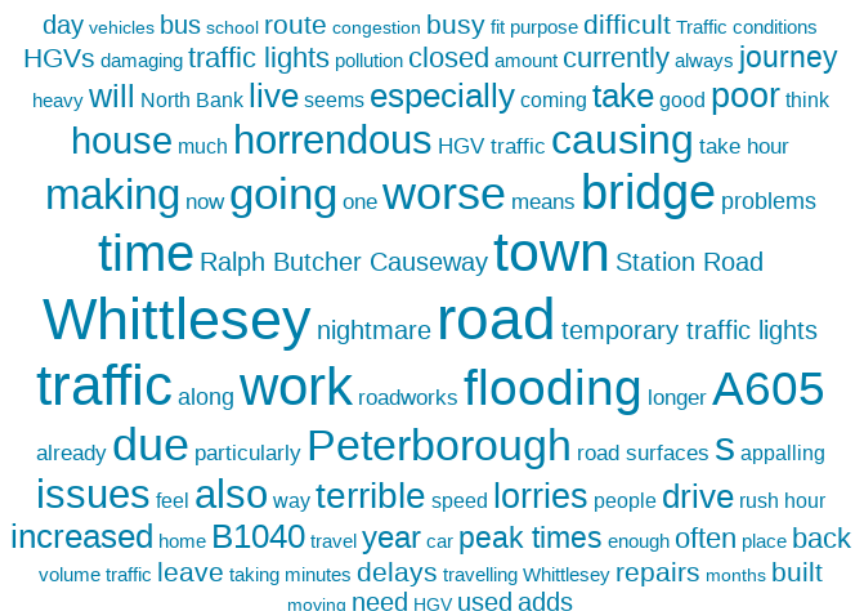 day vehicles bus school route congestion busy fit purpose difficult Traffic conditions
HGVs damaging traffic lights pollution closed amount currently always journey
heavy will North Bank live seems especially coming take good poor think
house much horrendous HGV traffic causing take hour
making now going one worse means bridge problems
time Ralph Butcher Causeway town Station Road
Whittlesey nightmare road temporary traffic lights
traffic along work roadworks flooding longer A605
already due particularly Peterborough road surfaces s appalling
issues feel also way terrible speed lorries people drive rush hour
increased home B1040 travel year car peak times enough often place back
volume traffic leave taking minutes delays travelling Whittlesey repairs months built
moving need HGV used adds